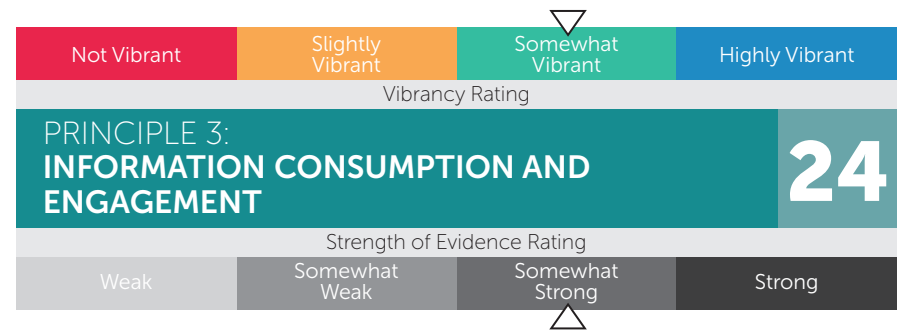 Not Vibrant
Slightly
Vibrant
Somewhat
Vibrant
Highly Vibrant
Vibrancy Rating
PRINCIPLE 3:
INFORMATION CONSUMPTION AND
ENGAGEMENT
24
Strength of Evidence Rating
Weak
Somewhat
Weak
Somewhat
Strong
Strong